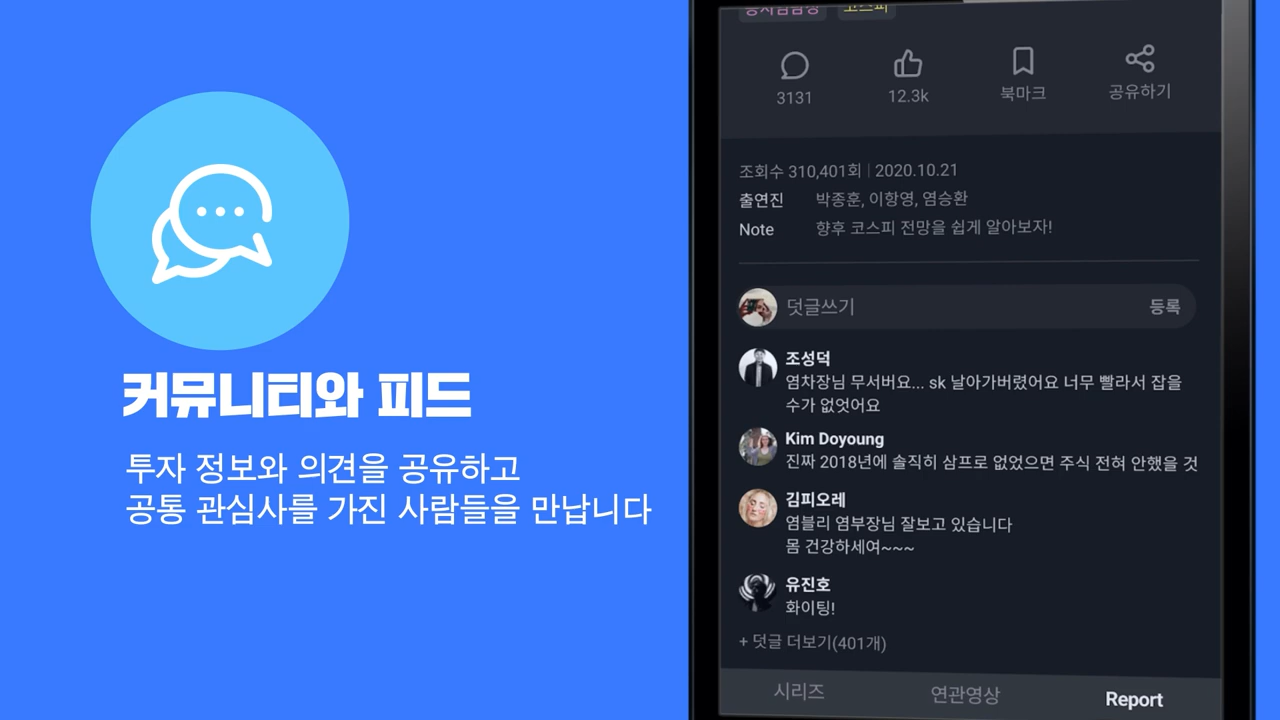 커뮤니티와 피드
투자 정보와 의견을 공유하고
공통 관심사를 가진 사람들을 만납니다
코스피
3131
12.3k
북마크
공유하기
조회수 310,401회 | 2020.10.21
출연진 박종훈, 이항영, 염승환
Note 향후 코스피 전망을 쉽게 알아보자!
덧글쓰기 등록
조성덕
염차장님 무서버요... sk 날아가버렸어요 너무 빨라서 잡을
수가 없엇어요
Kim Doyoung
진짜 2018년에 솔직히 삼프로 없었으면 주식 전혀 안했을 것
김피오레
염블리 염부장님 잘보고 있습니다
몸 건강하세여~~~
유진호
화이팅!
+ 덧글 더보기(401개)
시리즈 연관영상 Report